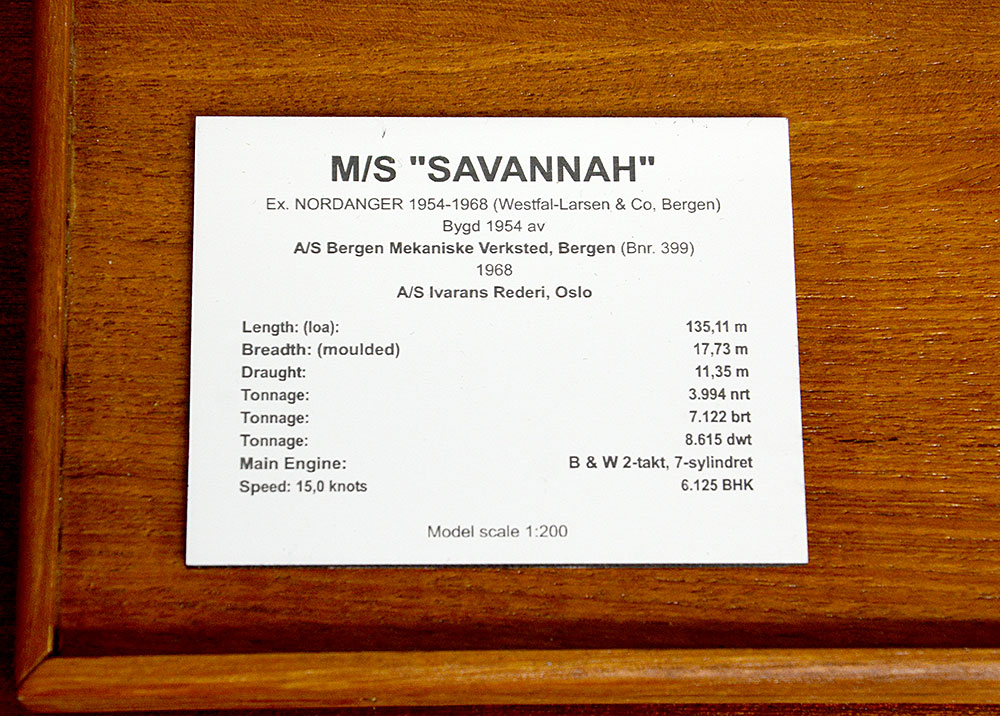 M/S "SAVANNAH"
Ex. NORDANGER 1954-1968 (Westfal-Larsen & Co, Bergen)
Bygd 1954 av
A/S Bergen Mekaniske Verksted, Bergen (Bnr. 399)
1968
A/S Ivarans Rederi, Oslo
Length: (loa): 135,11 m
Breadth: (moulded) 17,73 m
Draught: 11,35 m
Tonnage: 3.994 nrt
Tonnage: 7.122 brt
Tonnage: 8.615 dwt
Main Engine: B & W 2-takt, 7-sylindret
Speed: 15,0 knots 6.125 BHK
Model scale 1:200